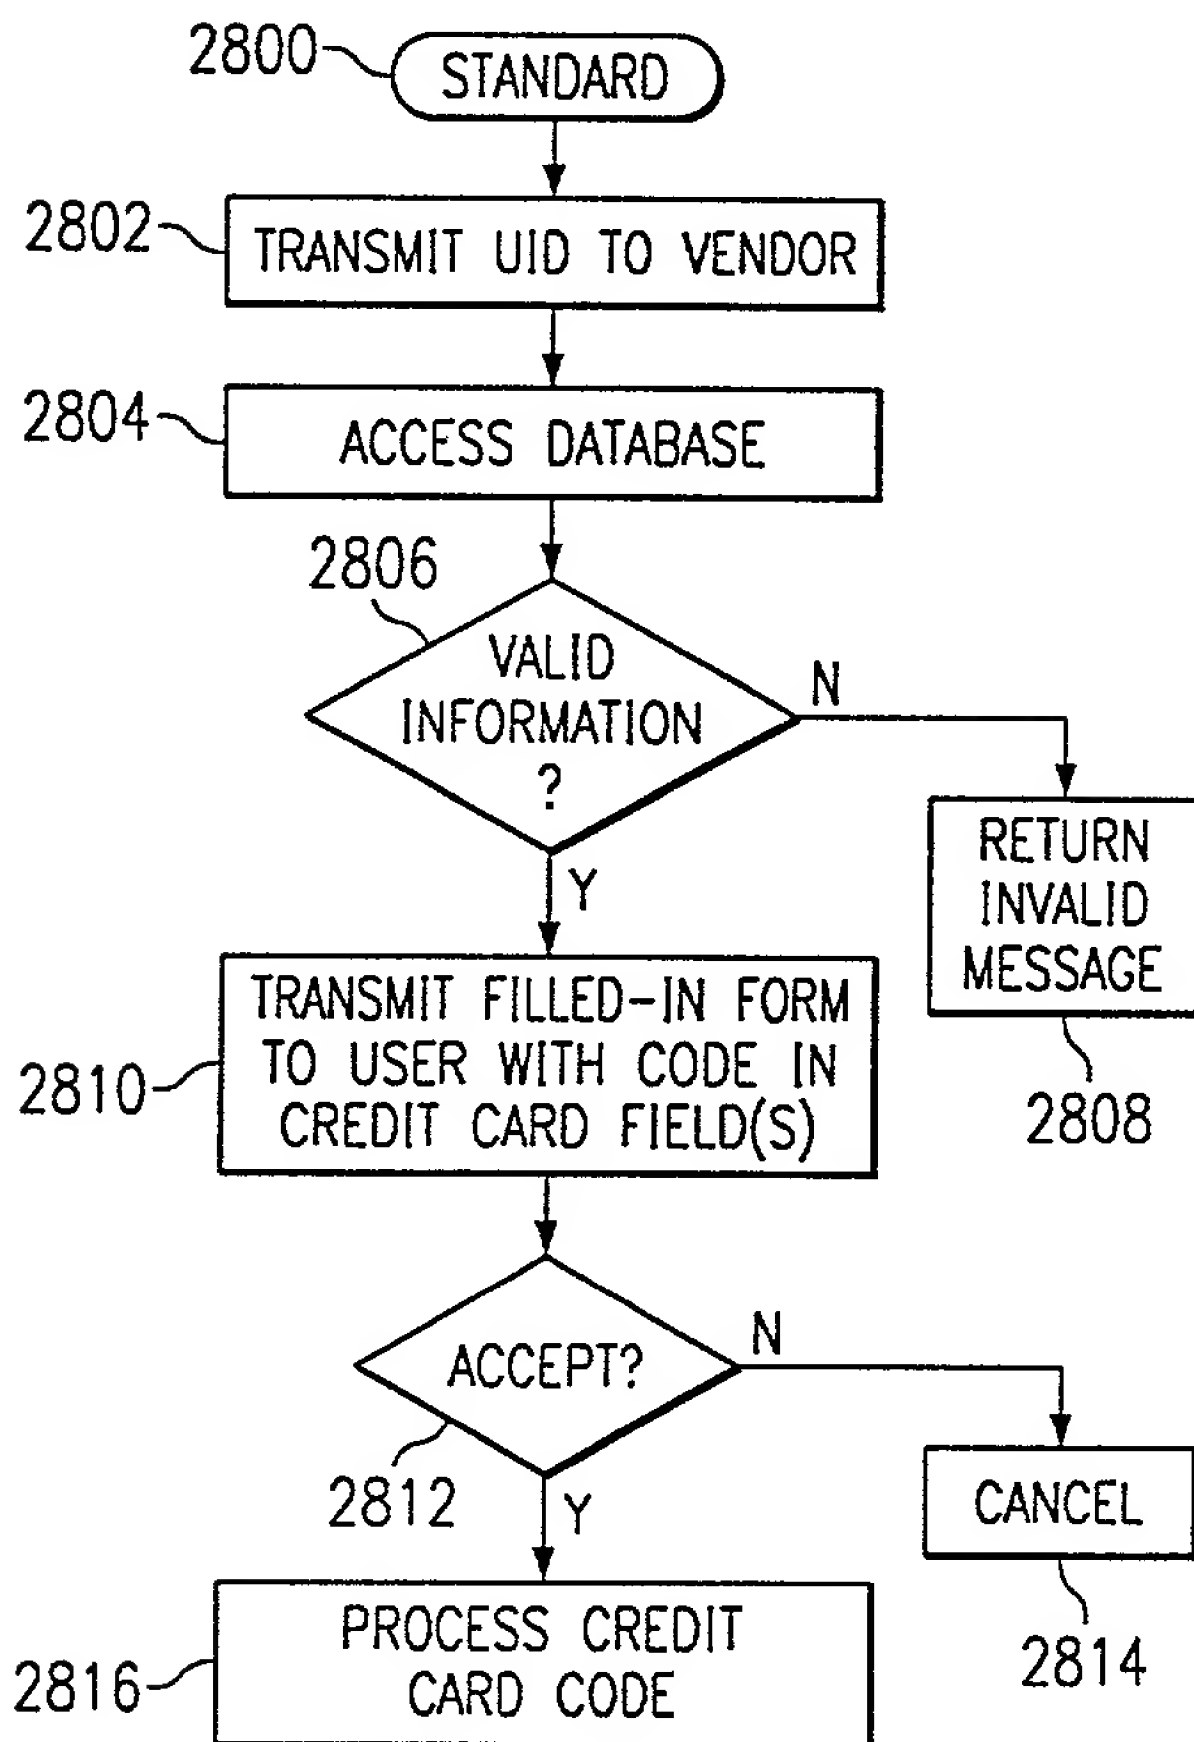 2800
STANDARD
2802
TRANSMIT UID TO VENDOR
2804
ACCESS DATABASE
2806
VALID
INFORMATION
?
N
Y
RETURN
INVALID
MESSAGE
2808
2810
TRANSMIT FILLED-IN FORM
TO USER WITH CODE IN
CREDIT CARD FIELD(S)
ACCEPT?
N
2812
Y
CANCEL
2814
2816
PROCESS CREDIT
CARD CODE